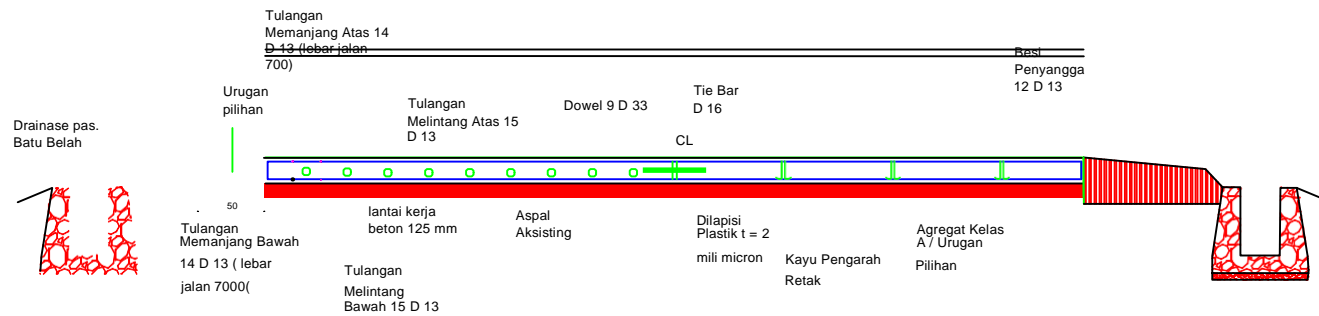 Tulangan
Memanjang Atas 14
D 13 (lebar jalan
700)
Besi
Penyangga
12 D 13
Urugan
pilihan
Tulangan
Melintang Atas 15
D 13
Dowel 9 D 33
Tie Bar
D 16
CL
Drainase pas.
Batu Belah
50
Tulangan
Memanjang Bawah
14 D 13 ( lebar
jalan 7000(
lantai kerja
beton 125 mm
Tulangan
Melintang
Bawah 15 D 13
Aspal
Aksisting
Dilapisi
Plastik t = 2
mili micron
Kayu Pengarah
Retak
Agregat Kelas
A / Urugan
Pilihan